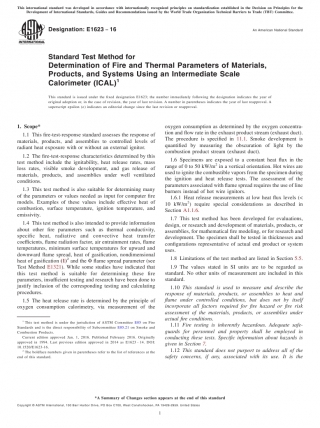 This international standard was developed in accordance with internationally recognized principles on standardization established in the Decision on Principles for the
Development of International Standards, Guides and Recommendations issued by the World Trade Organization Technical Barriers to Trade (TBT) Committee.
Designation: E1623 − 16
An American National Standard
INTERNATIONAL
Standard Test Method for
Determination of Fire and Thermal Parameters of Materials,
Products, and Systems Using an Intermediate Scale
Calorimeter (ICAL)1
This standard is issued under the fixed designation E1623; the number immediately following the designation indicates the year of
original adoption or, in the case of revision, the year of last revision. A number in parentheses indicates the year of last reapproval. A
superscript epsilon (ε) indicates an editorial change since the last revision or reapproval.
1. Scope*
1.1 This fire-test-response standard assesses the response of
materials, products, and assemblies to controlled levels of
radiant heat exposure with or without an external ignitor.
1.2 The fire-test-response characteristics determined by this
test method include the ignitability, heat release rates, mass
loss rates, visible smoke development, and gas release of
materials, products, and assemblies under well ventilated
conditions.
1.3 This test method is also suitable for determining many
of the parameters or values needed as input for computer fire
models. Examples of these values include effective heat of
combustion, surface temperature, ignition temperature, and
emissivity.
1.4 This test method is also intended to provide information
about other fire parameters such as thermal conductivity,
specific heat, radiative and convective heat transfer
coefficients, flame radiation factor, air entrainment rates, flame
temperatures, minimum surface temperatures for upward and
downward flame spread, heat of gasification, nondimensional
heat of gasification (3)2 and the Φ flame spread parameter (see
Test Method E1321). While some studies have indicated that
this test method is suitable for determining these fire
parameters, insufficient testing and research have been done to
justify inclusion of the corresponding testing and calculating
procedures.
1.5 The heat release rate is determined by the principle of
oxygen consumption calorimetry, via measurement of the
1 This test method is under the jurisdiction of ASTM Committee E05 on Fire
Standards and is the direct responsibility of Subcommittee E05.21 on Smoke and
Combustion Products.
Current edition approved Jan. 1, 2016. Published February 2016. Originally
approved in 1994. Last previous edition approved in 2014 as E1623 – 14. DOI:
10.1520/E1623-16.
2 The boldface numbers given in parentheses refer to the list of references at the
end of this standard.
oxygen consumption as determined by the oxygen concentra-
tion and flow rate in the exhaust product stream (exhaust duct).
The procedure is specified in 11.1. Smoke development is
quantified by measuring the obscuration of light by the
combustion product stream (exhaust duct).
1.6 Specimens are exposed to a constant heat flux in the
range of 0 to 50 kW/m2 in a vertical orientation. Hot wires are
used to ignite the combustible vapors from the specimen during
the ignition and heat release tests. The assessment of the
parameters associated with flame spread requires the use of line
burners instead of hot wire ignitors.
1.6.1 Heat release measurements at low heat flux levels (<
10 kW/m2) require special considerations as described in
Section A1.1.6.
1.7 This test method has been developed for evaluations,
design, or research and development of materials, products, or
assemblies, for mathematical fire modeling, or for research and
development. The specimen shall be tested in thicknesses and
configurations representative of actual end product or system
uses.
1.8 Limitations of the test method are listed in Section 5.5.
1.9 The values stated in SI units are to be regarded as
standard. No other units of measurement are included in this
standard.
1.10 This standard is used to measure and describe the
response of materials, products, or assemblies to heat and
flame under controlled conditions, but does not by itself
incorporate all factors required for fire hazard or fire risk
assessment of the materials, products, or assemblies under
actual fire conditions.
1.11 Fire testing is inherently hazardous. Adequate safe-
guards for personnel and property shall be employed in
conducting these tests. Specific information about hazards is
given in Section 7.
1.12 This standard does not purport to address all of the
safety concerns, if any, associated with its use. It is the
*A Summary of Changes section appears at the end of this standard
Copyright © ASTM International, 100 Barr Harbor Drive, PO Box C700, West Conshohocken, PA 19428-2959. United States
1